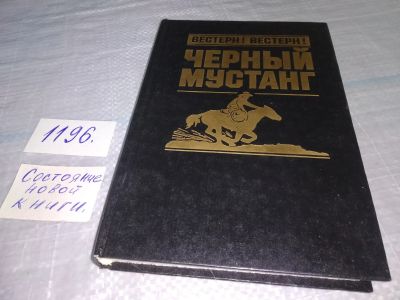 ВЕСТЕРН! ВЕСТЕРН!
ЧЕРНЫЙ
МУСТАНГ
1196.
Состояние
новой
книги.